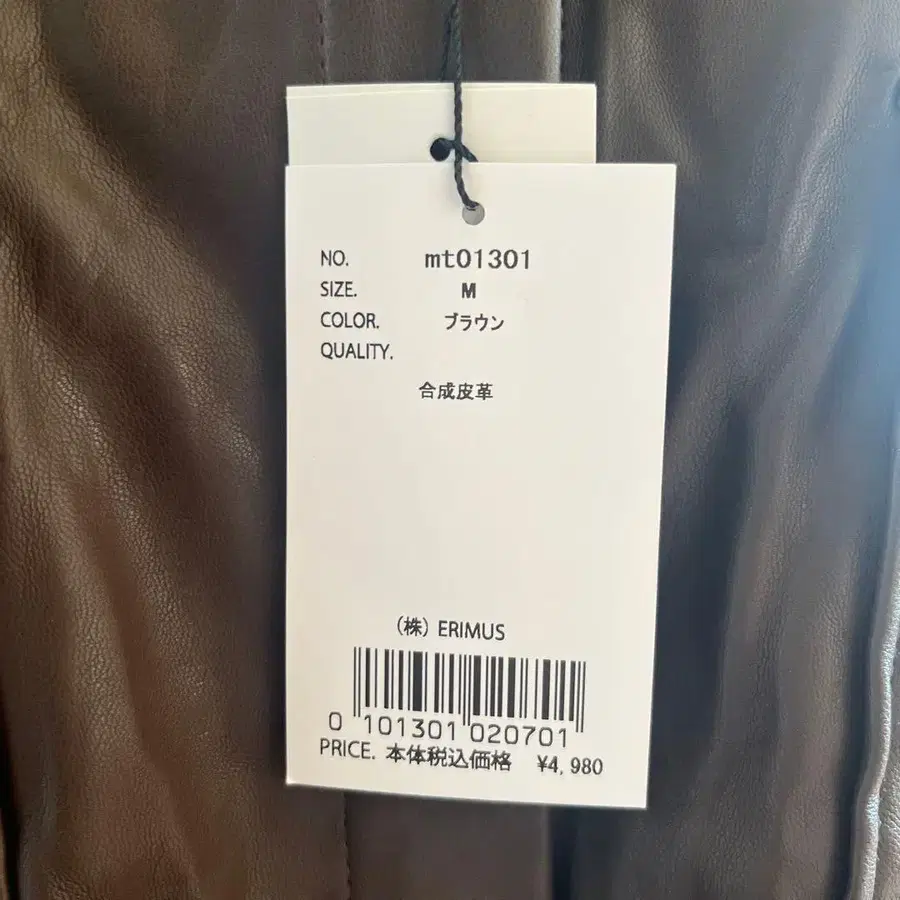 NO. mt01301
SIZE. M
COLOR. ブラウン
QUALITY.
合成皮革
(株) ERIMUS
0 101301 020701
PRICE. 本体税込価格 ¥4,980